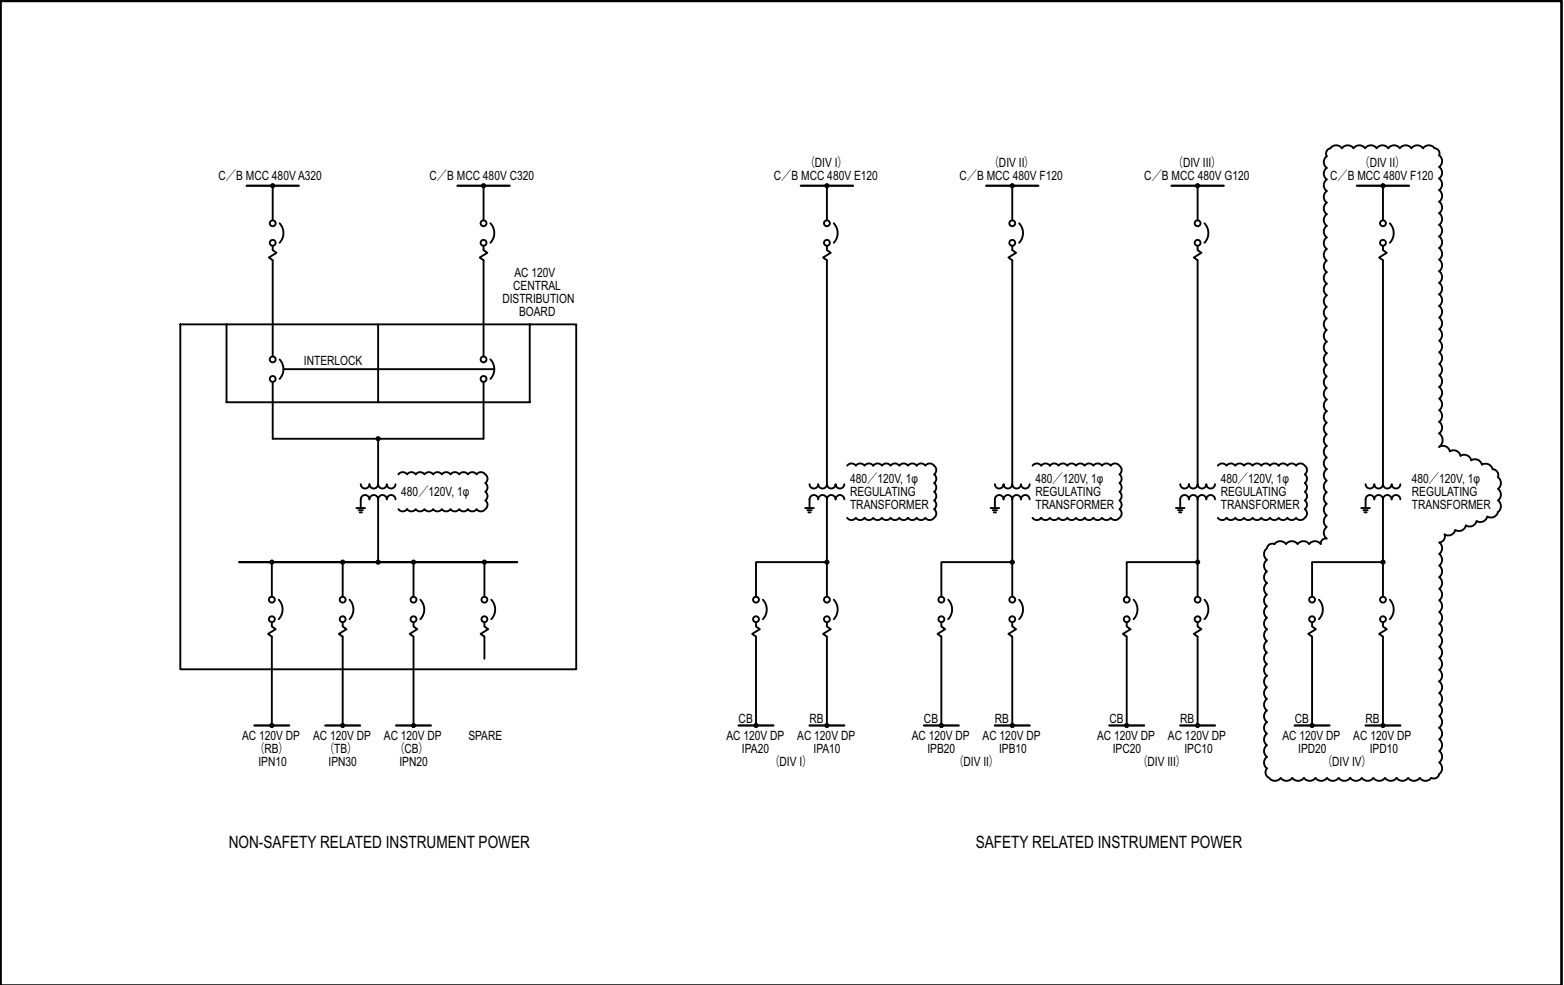 C／B MCC 480V A320
C／B MCC 480V C320
AC 120V
CENTRAL
DISTRIBUTION
BOARD
INTERLOCK
480／120V, 1φ
AC 120V DP
(RB)
IPN10
AC 120V DP
(TB)
IPN30
AC 120V DP
(CB)
IPN20
SPARE
NON-SAFETY RELATED INSTRUMENT POWER
(DIV I)
C／B MCC 480V E120
480／120V, 1φ
REGULATING
TRANSFORMER
CB
AC 120V DP
IPA20
RB
AC 120V DP
IPA10
(DIV I)
(DIV II)
C／B MCC 480V F120
480／120V, 1φ
REGULATING
TRANSFORMER
CB
AC 120V DP
IPB20
RB
AC 120V DP
IPB10
(DIV II)
(DIV III)
C／B MCC 480V G120
480／120V, 1φ
REGULATING
TRANSFORMER
CB
AC 120V DP
IPC20
RB
AC 120V DP
IPC10
(DIV III)
(DIV II)
C／B MCC 480V F120
480／120V, 1φ
REGULATING
TRANSFORMER
CB
AC 120V DP
IPD20
RB
AC 120V DP
IPD10
(DIV IV)
SAFETY RELATED INSTRUMENT POWER